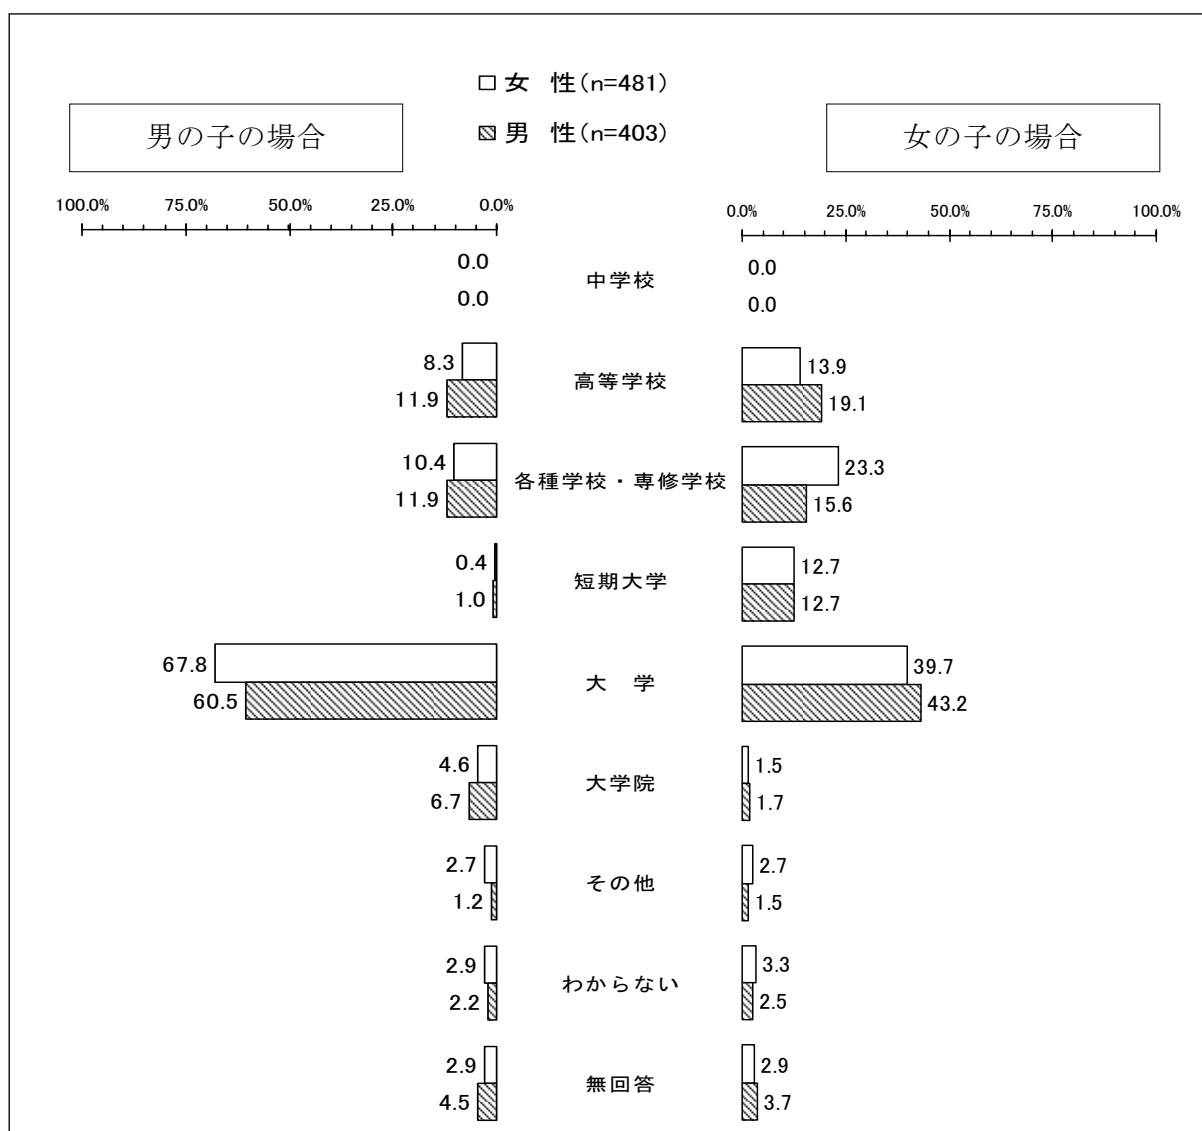 女　性(n=481)
男　性(n=403)
男の子の場合
女の子の場合
100.0% 75.0% 50.0% 25.0% 0.0%
0.0% 25.0% 50.0% 75.0% 100.0%
0.0 中学校 0.0
0.0 0.0
8.3 高等学校 13.9
11.9 19.1
10.4 各種学校・専修学校 23.3
11.9 15.6
0.4 短期大学 12.7
1.0 12.7
67.8 大　学 39.7
60.5 43.2
4.6 大学院 1.5
6.7 1.7
2.7 その他 2.7
1.2 1.5
2.9 わからない 3.3
2.2 2.5
2.9 無回答 2.9
4.5 3.7